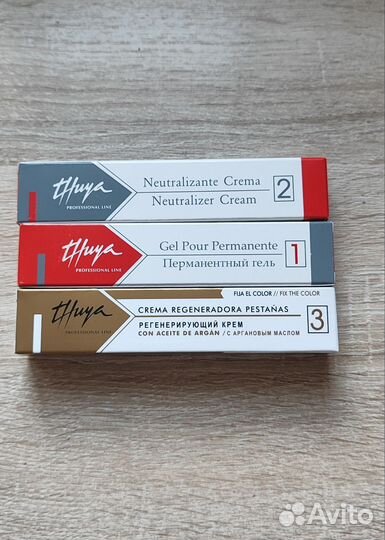 thuya
PROFESSIONAL LINE
Neutralizante Crema
Neutralizer Cream
2
thuya
PROFESSIONAL LINE
Gel Pour Permanente
Перманентный гель
1
thuya
PROFESSIONAL LINE
FIJA EL COLOR // FIX THE COLOR
CREMA REGENERADORA PESTAÑAS
РЕГЕНЕРИРУЮЩИЙ КРЕМ
CON ACEITE DE ARGÁN / С АРГАНОВЫМ МАСЛОМ
3
Avito